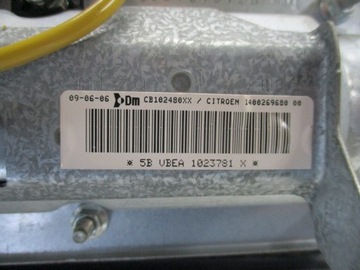 09-06-06 Dm CB102480XX / CITROEN 1400269680 00
* 5B VBEA 1023781 X *